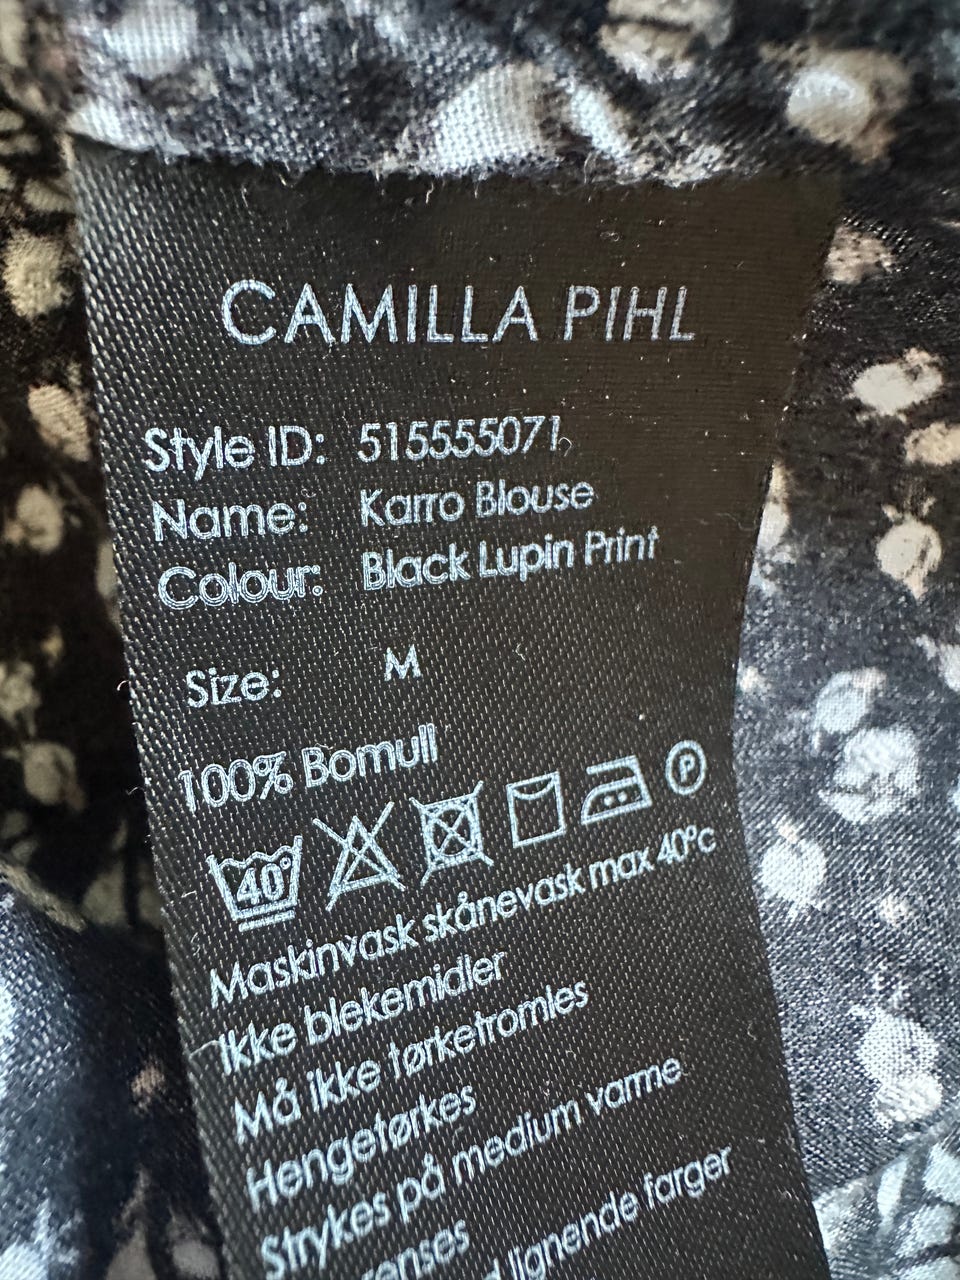 CAMILLA PIHL
Style ID: 515555071
Name: Karro Blouse
Colour: Black Lupin Print
Size: M
100% Bomull
40° P
Maskinvask skånevask max 40°c
Ikke blekemidler
Må ikke tørketromles
Hengetørkes
Strykes på medium varme
lignende farger